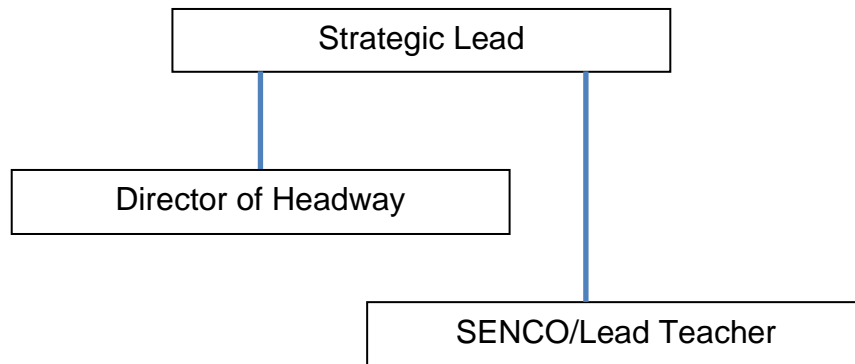 Strategic Lead
Director of Headway
SENCO/Lead Teacher